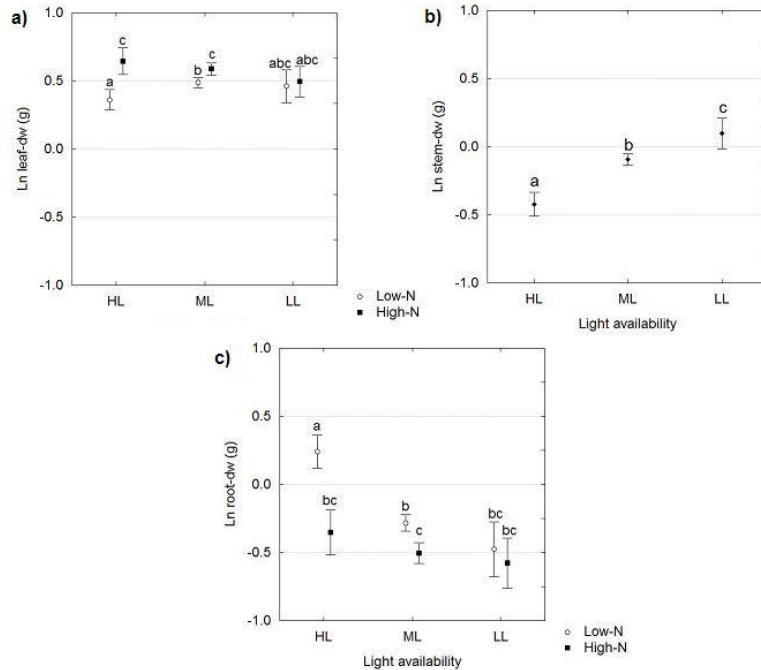 a)
Ln leaf-dw (g)
1.0
0.5
0.0
-0.5
-1.0
a
c
b
c
abc
abc
HL
ML
LL
Low-N
High-N
b)
Ln stem-dw (g)
1.0
0.5
0.0
-0.5
-1.0
a
b
c
HL
ML
LL
Light availability
c)
Ln root-dw (g)
1.0
0.5
0.0
-0.5
-1.0
a
bc
b
c
bc
bc
HL
ML
LL
Light availability
Low-N
High-N